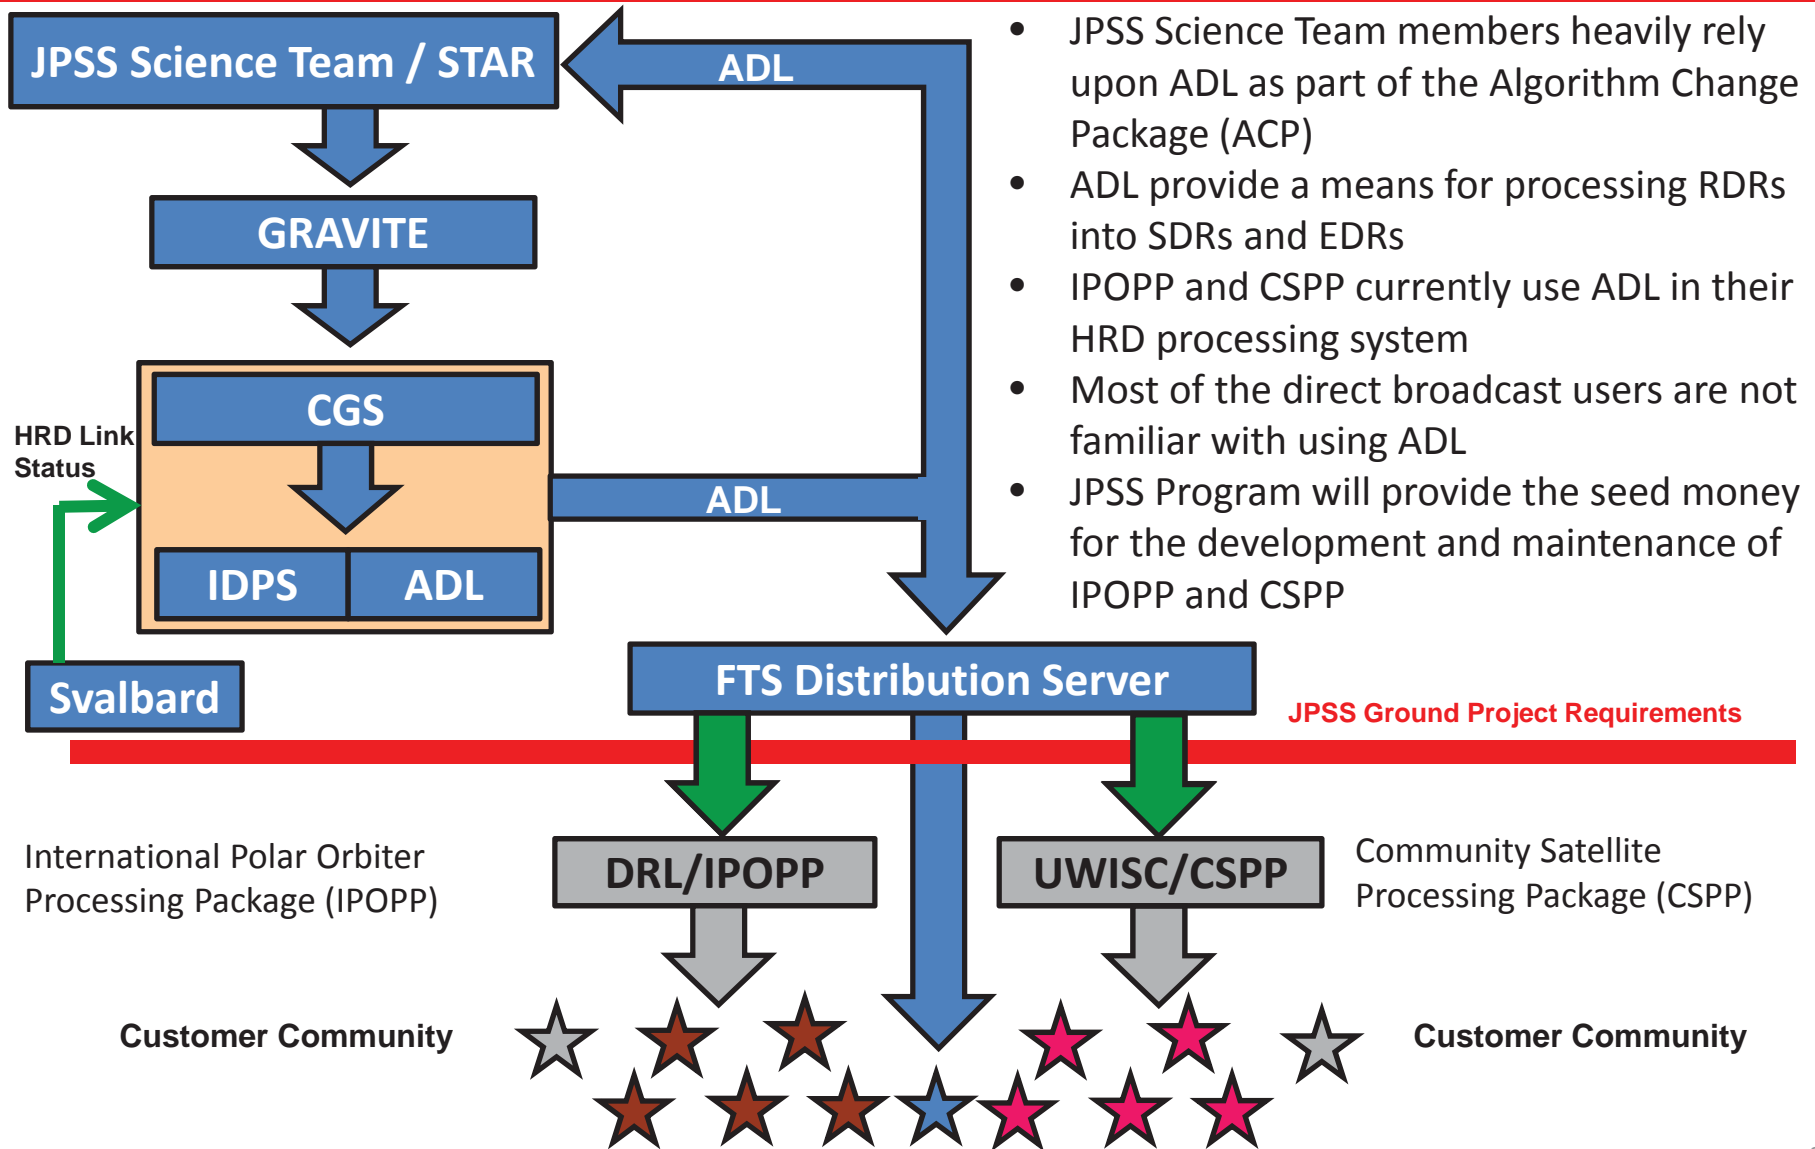 JPSS Science Team / STAR
ADL
GRAVITE
CGS
HRD Link
Status
ADL
IDPS
ADL
Svalbard
• JPSS Science Team members heavily rely
upon ADL as part of the Algorithm Change
Package (ACP)
• ADL provide a means for processing RDRs
into SDRs and EDRs
• IPOPP and CSPP currently use ADL in their
HRD processing system
• Most of the direct broadcast users are not
familiar with using ADL
• JPSS Program will provide the seed money
for the development and maintenance of
IPOPP and CSPP
FTS Distribution Server
JPSS Ground Project Requirements
International Polar Orbiter
Processing Package (IPOPP)
DRL/IPOPP
UWISC/CSPP
Community Satellite
Processing Package (CSPP)
Customer Community
Customer Community